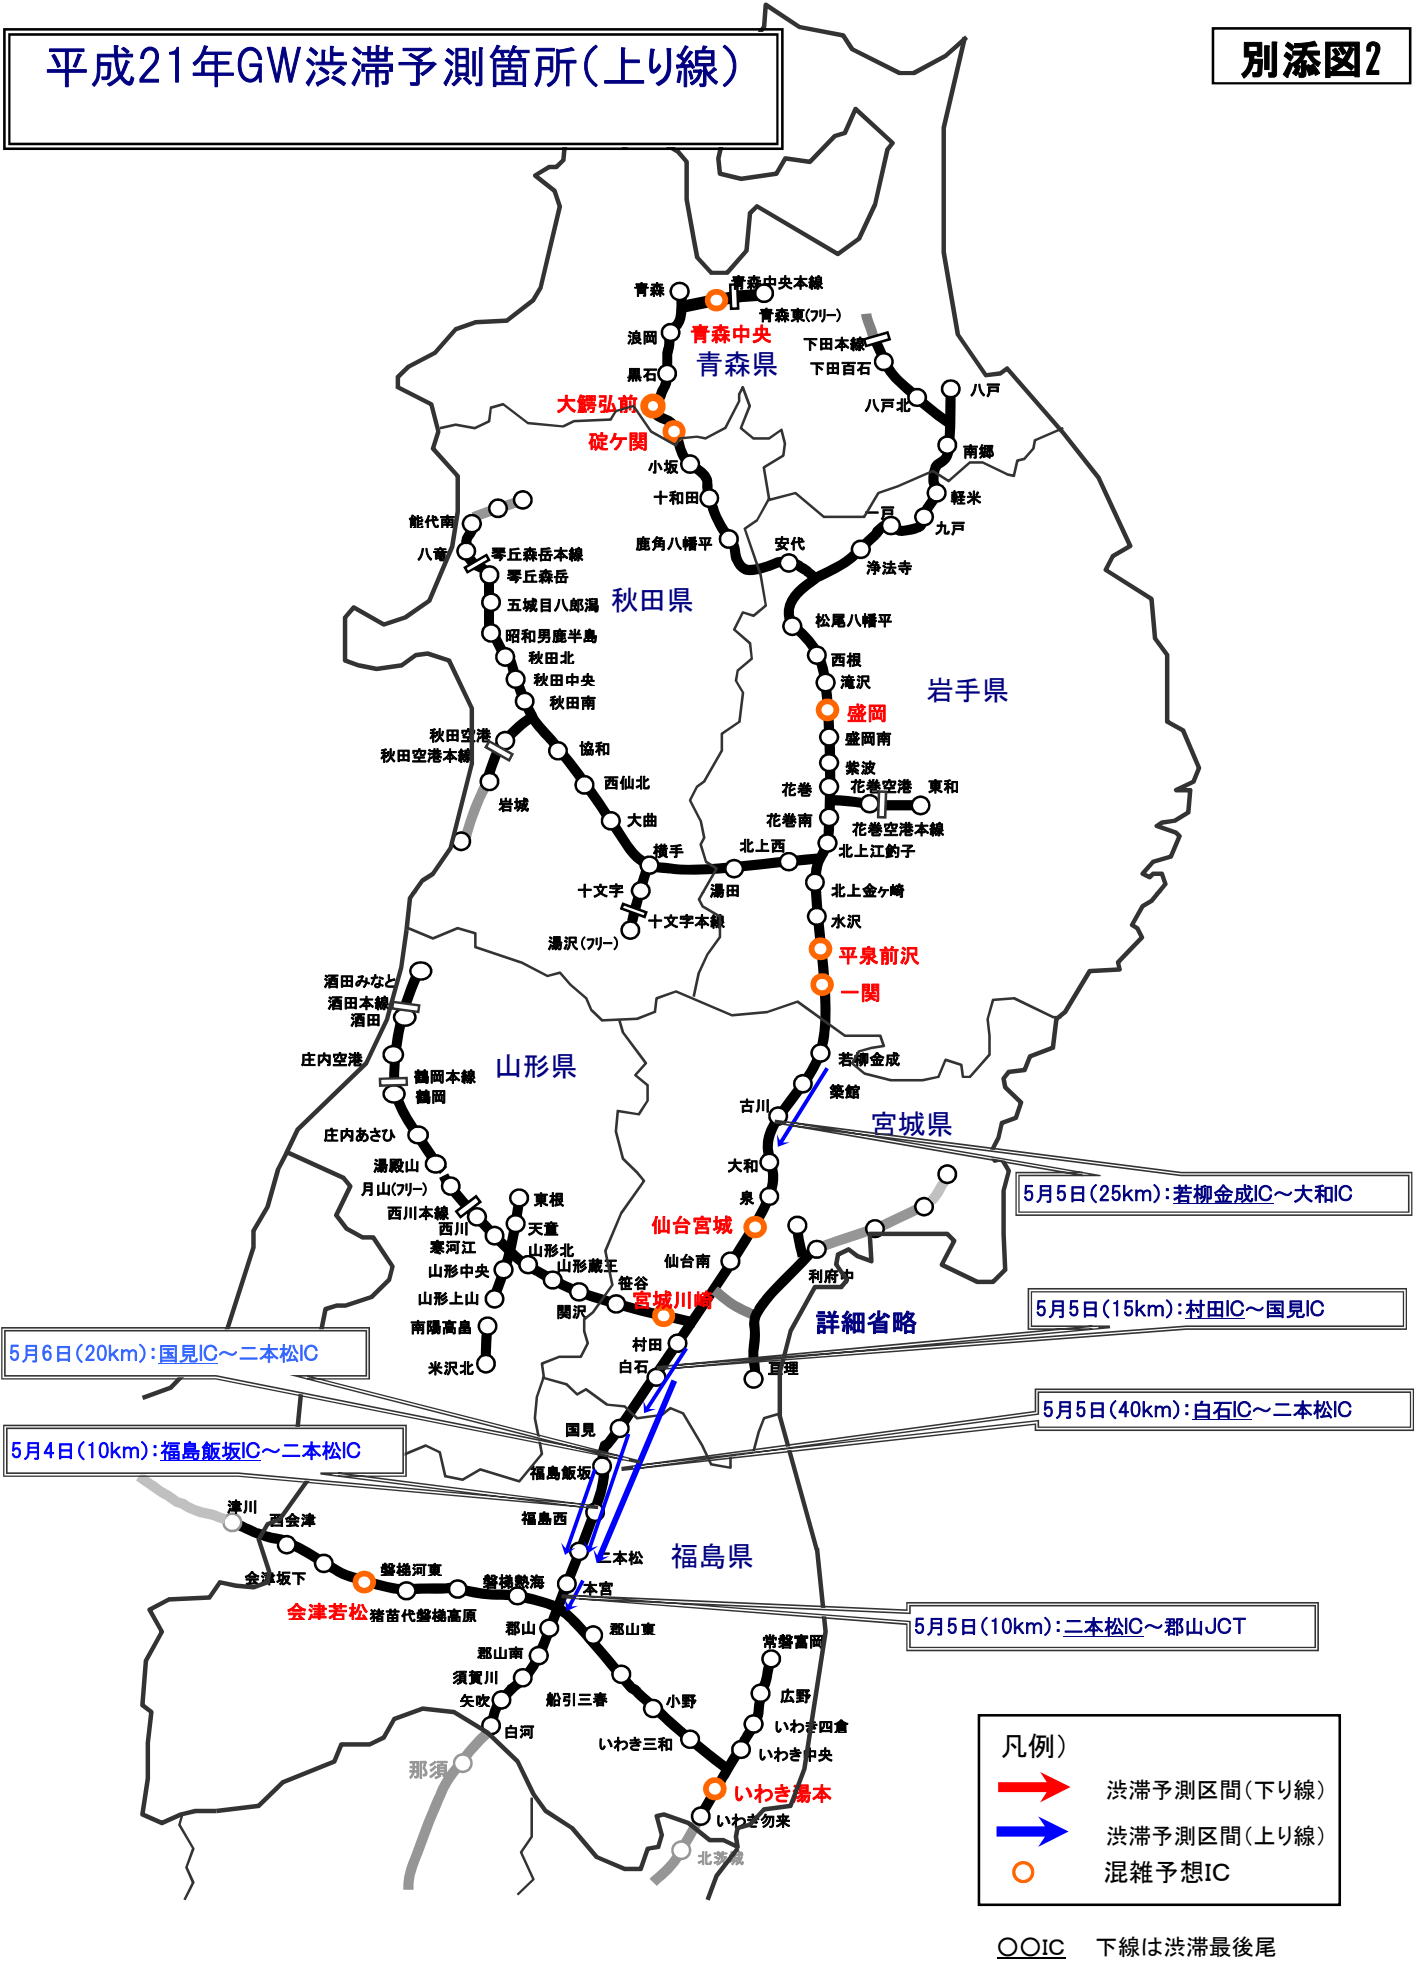 平成21年GW渋滞予測箇所(上り線)
別添図2
青森
青森中央本線
青森東(フリー)
青森中央
浪岡
青森県
黒石
下田本線
下田百石
八戸
八戸北
大鰐弘前
碇ケ関
南郷
小坂
軽米
十和田
一戸
九戸
能代南
鹿角八幡平
安代
浄法寺
八竜
琴丘森岳本線
琴丘森岳
秋田県
五城目八郎潟
松尾八幡平
昭和男鹿半島
秋田北
西根
秋田中央
滝沢
岩手県
秋田南
盛岡
秋田空港
盛岡南
秋田空港本線
協和
紫波
西仙北
花巻
花巻空港
東和
岩城
大曲
花巻南
花巻空港本線
横手
北上西
北上江釣子
十文字
湯田
北上金ヶ崎
十文字本線
水沢
湯沢(フリー)
平泉前沢
酒田みなと
一関
酒田本線
酒田
庄内空港
若柳金成
山形県
鶴岡本線
築館
鶴岡
古川
宮城県
庄内あさひ
湯殿山
大和
月山(フリー)
泉
東根
5月5日(25km):若柳金成IC～大和IC
西川本線
西川
天童
仙台宮城
寒河江
山形北
仙台南
山形中央
山形蔵王
利府中
山形上山
笹谷
関沢
宮城川崎
5月5日(15km):村田IC～国見IC
南陽高畠
詳細省略
村田
5月6日(20km):国見IC～二本松IC
米沢北
白石
亘理
5月5日(40km):白石IC～二本松IC
国見
5月4日(10km):福島飯坂IC～二本松IC
福島飯坂
津川
西会津
福島西
福島県
二本松
会津坂下
磐梯河東
磐梯熱海
本宮
会津若松
猪苗代磐梯高原
5月5日(10km):二本松IC～郡山JCT
郡山
郡山東
常磐富岡
郡山南
須賀川
船引三春
小野
広野
矢吹
いわき四倉
白河
いわき三和
いわき中央
那須
いわき湯本
いわき勿来
北茨城
凡例)
渋滞予測区間(下り線)
渋滞予測区間(上り線)
混雑予想IC
○○IC 下線は渋滞最後尾